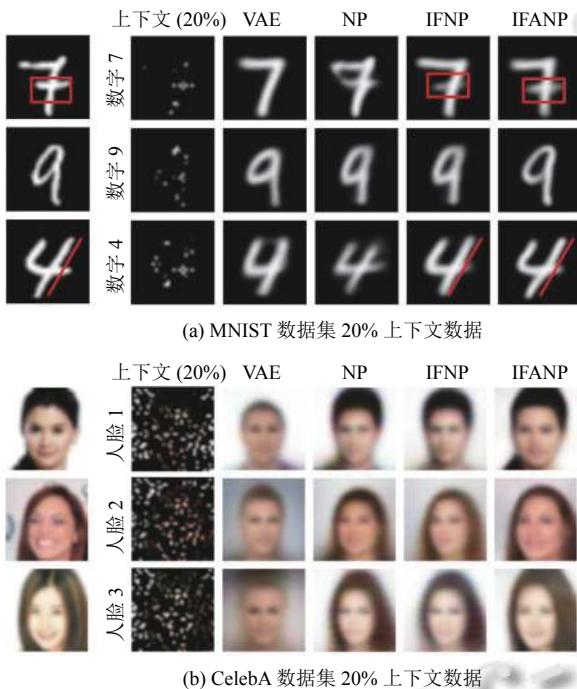 上下文 (20%) VAE NP IFNP IFANP
数字 7
数字 9
数字 4
(a) MNIST 数据集 20% 上下文数据
上下文 (20%) VAE NP IFNP IFANP
人脸 1
人脸 2
人脸 3
(b) CelebA 数据集 20% 上下文数据